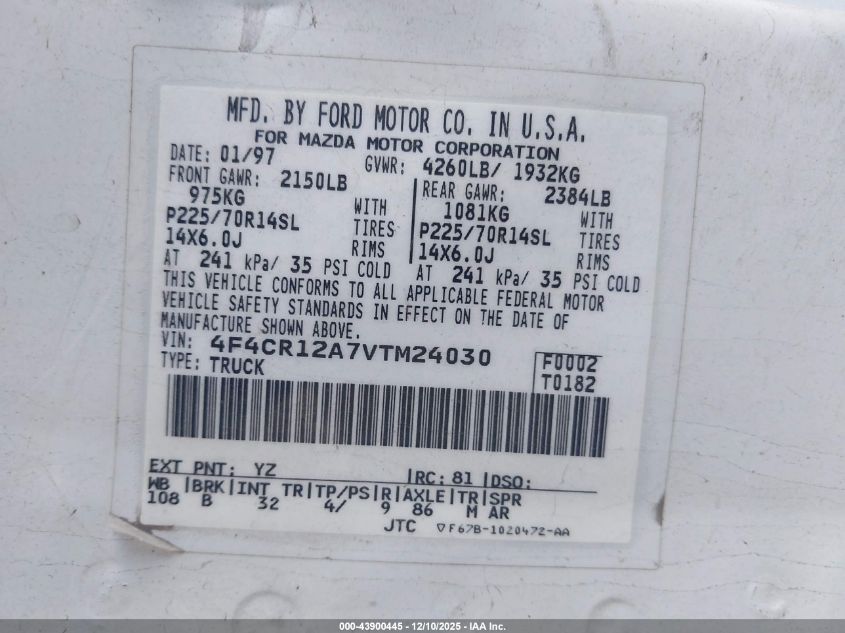 MFD. BY FORD MOTOR CO. IN U.S.A.
FOR MAZDA MOTOR CORPORATION
DATE: 01/97 GVWR: 4260LB/ 1932KG
FRONT GAWR: 2150LB REAR GAWR: 2384LB
975KG WITH 1081KG WITH
P225/70R14SL TIRES P225/70R14SL TIRES
14X6.0J RIMS 14X6.0J RIMS
AT 241 kPa/ 35 PSI COLD AT 241 kPa/ 35 PSI COLD
THIS VEHICLE CONFORMS TO ALL APPLICABLE FEDERAL MOTOR
VEHICLE SAFETY STANDARDS IN EFFECT ON THE DATE OF
MANUFACTURE SHOWN ABOVE.
VIN: 4F4CR12A7VTM24030 F0002
TYPE: TRUCK T0182
EXT PNT: YZ RC: 81 DSO:
WB BRK INT TR TP/PS R AXLE TR SPR
108 B 32 4/ 9 86 M AR
JTC F67B-1020472-AA
000-43900445 - 12/10/2025 - IAA Inc.